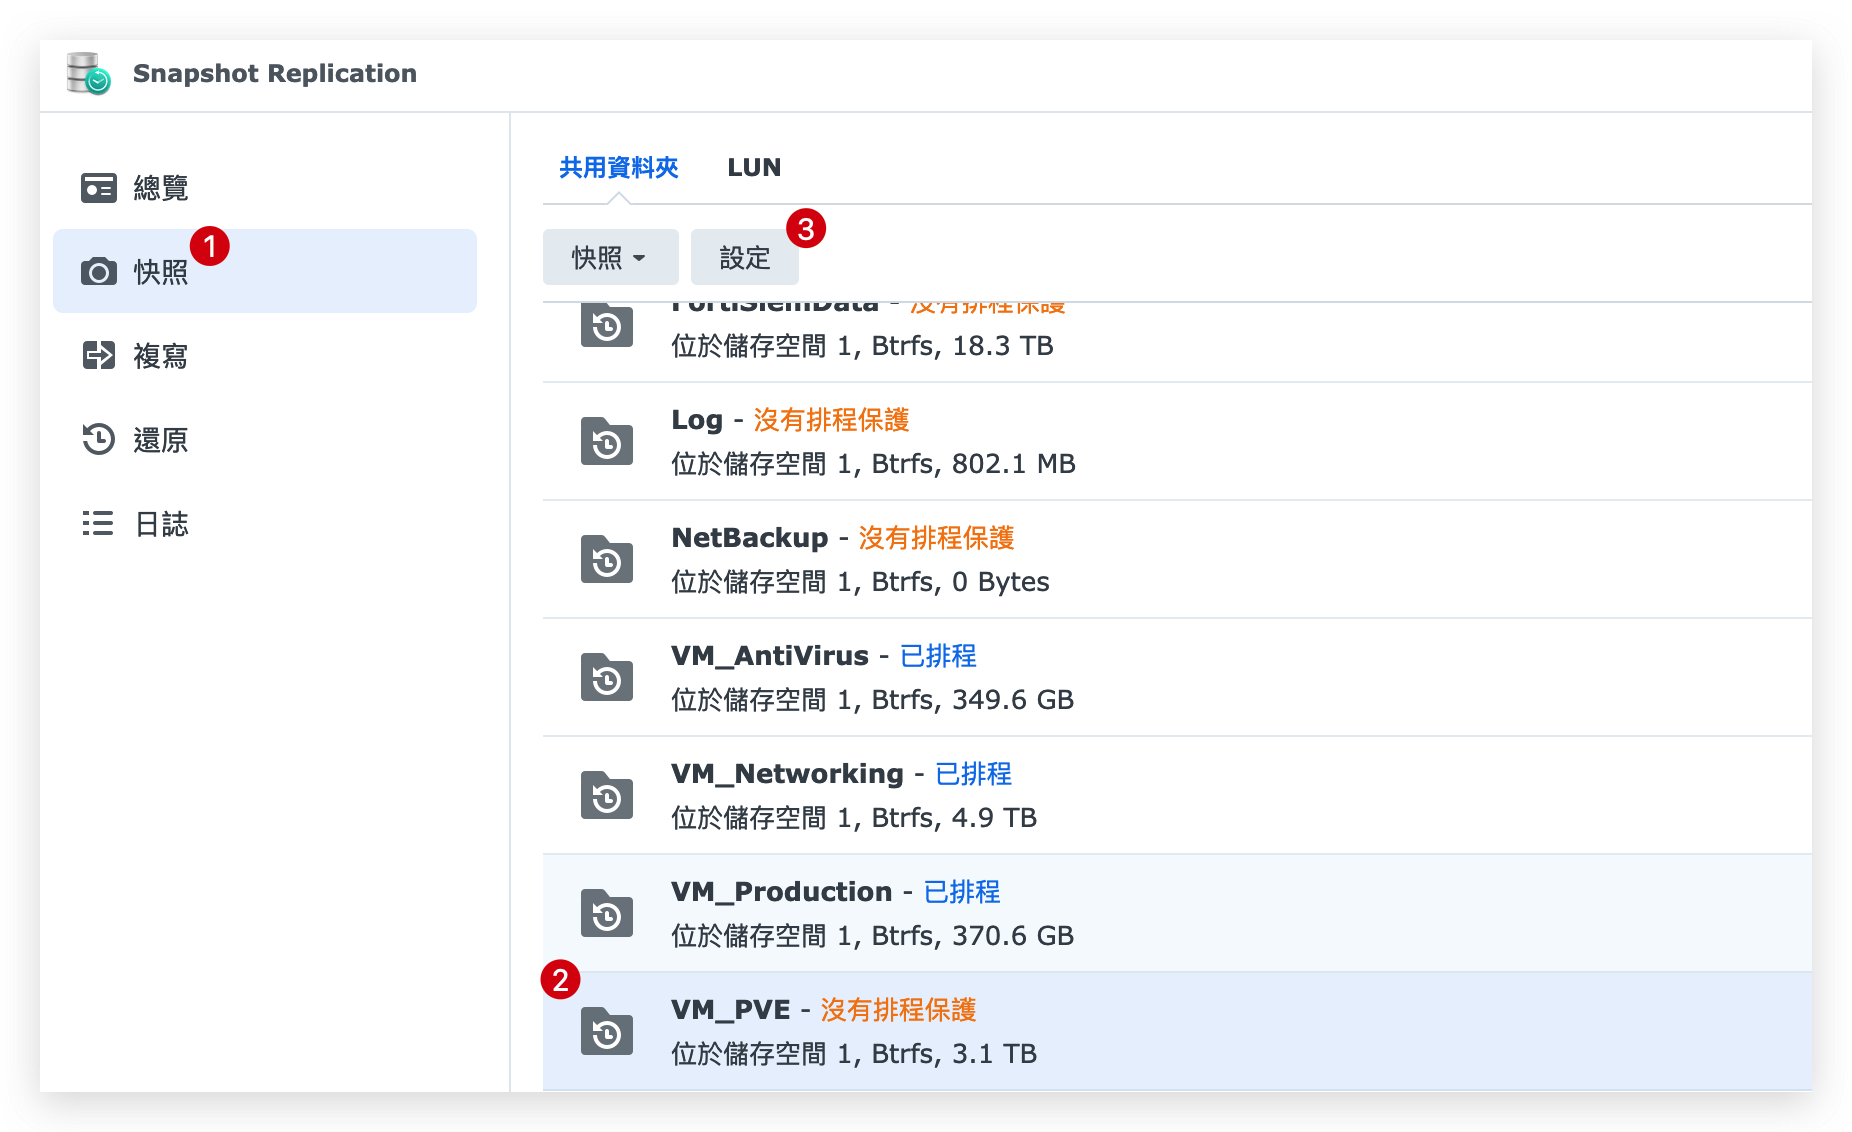 Snapshot Replication
總覽
快照
1
複寫
還原
日誌
共用資料夾
LUN
快照
設定
3
FortiSiemData - 沒有排程保護
位於儲存空間 1, Btrfs, 18.3 TB
Log - 沒有排程保護
位於儲存空間 1, Btrfs, 802.1 MB
NetBackup - 沒有排程保護
位於儲存空間 1, Btrfs, 0 Bytes
VM_AntiVirus - 已排程
位於儲存空間 1, Btrfs, 349.6 GB
VM_Networking - 已排程
位於儲存空間 1, Btrfs, 4.9 TB
VM_Production - 已排程
位於儲存空間 1, Btrfs, 370.6 GB
2
VM_PVE - 沒有排程保護
位於儲存空間 1, Btrfs, 3.1 TB